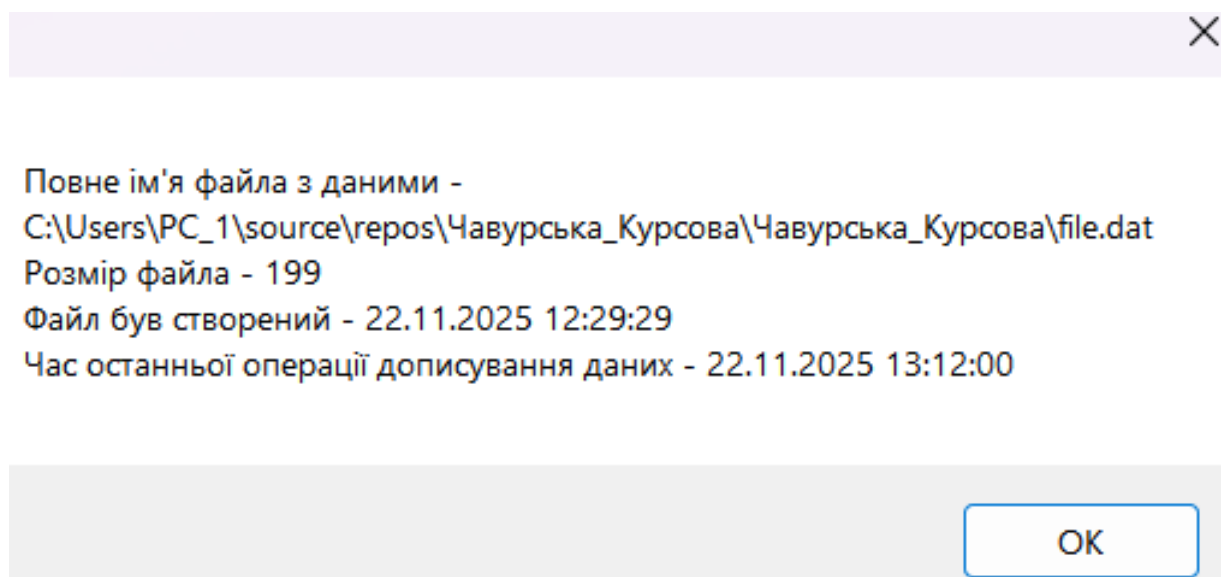 Повне ім'я файла з даними -
C:\Users\PC_1\source\repos\Чавурська_Курсова\Чавурська_Курсова\file.dat
Розмір файла - 199
Файл був створений - 22.11.2025 12:29:29
Час останньої операції дописування даних - 22.11.2025 13:12:00
OK